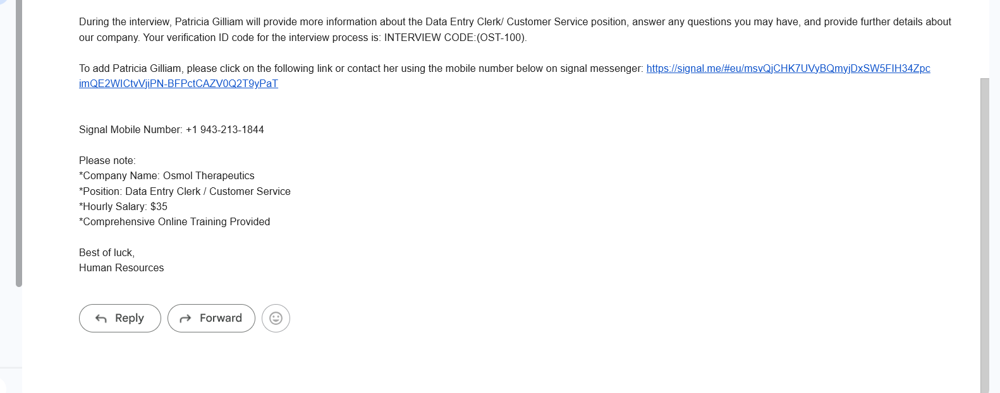 During the interview, Patricia Gilliam will provide more information about the Data Entry Clerk/ Customer Service position, answer any questions you may have, and provide further details about
our company. Your verification ID code for the interview process is: INTERVIEW CODE:(OST-100).
To add Patricia Gilliam, please click on the following link or contact her using the mobile number below on signal messenger: https://signal.me/#eu/msvQjCHK7UVyBQmyjDxSW5FIH34Zpc
imQE2WICtvVjiPN-BFPctCAZV0Q2T9yPaT
Signal Mobile Number: +1 943-213-1844
Please note:
*Company Name: Osmol Therapeutics
*Position: Data Entry Clerk / Customer Service
*Hourly Salary: $35
*Comprehensive Online Training Provided
Best of luck,
Human Resources
Reply Forward